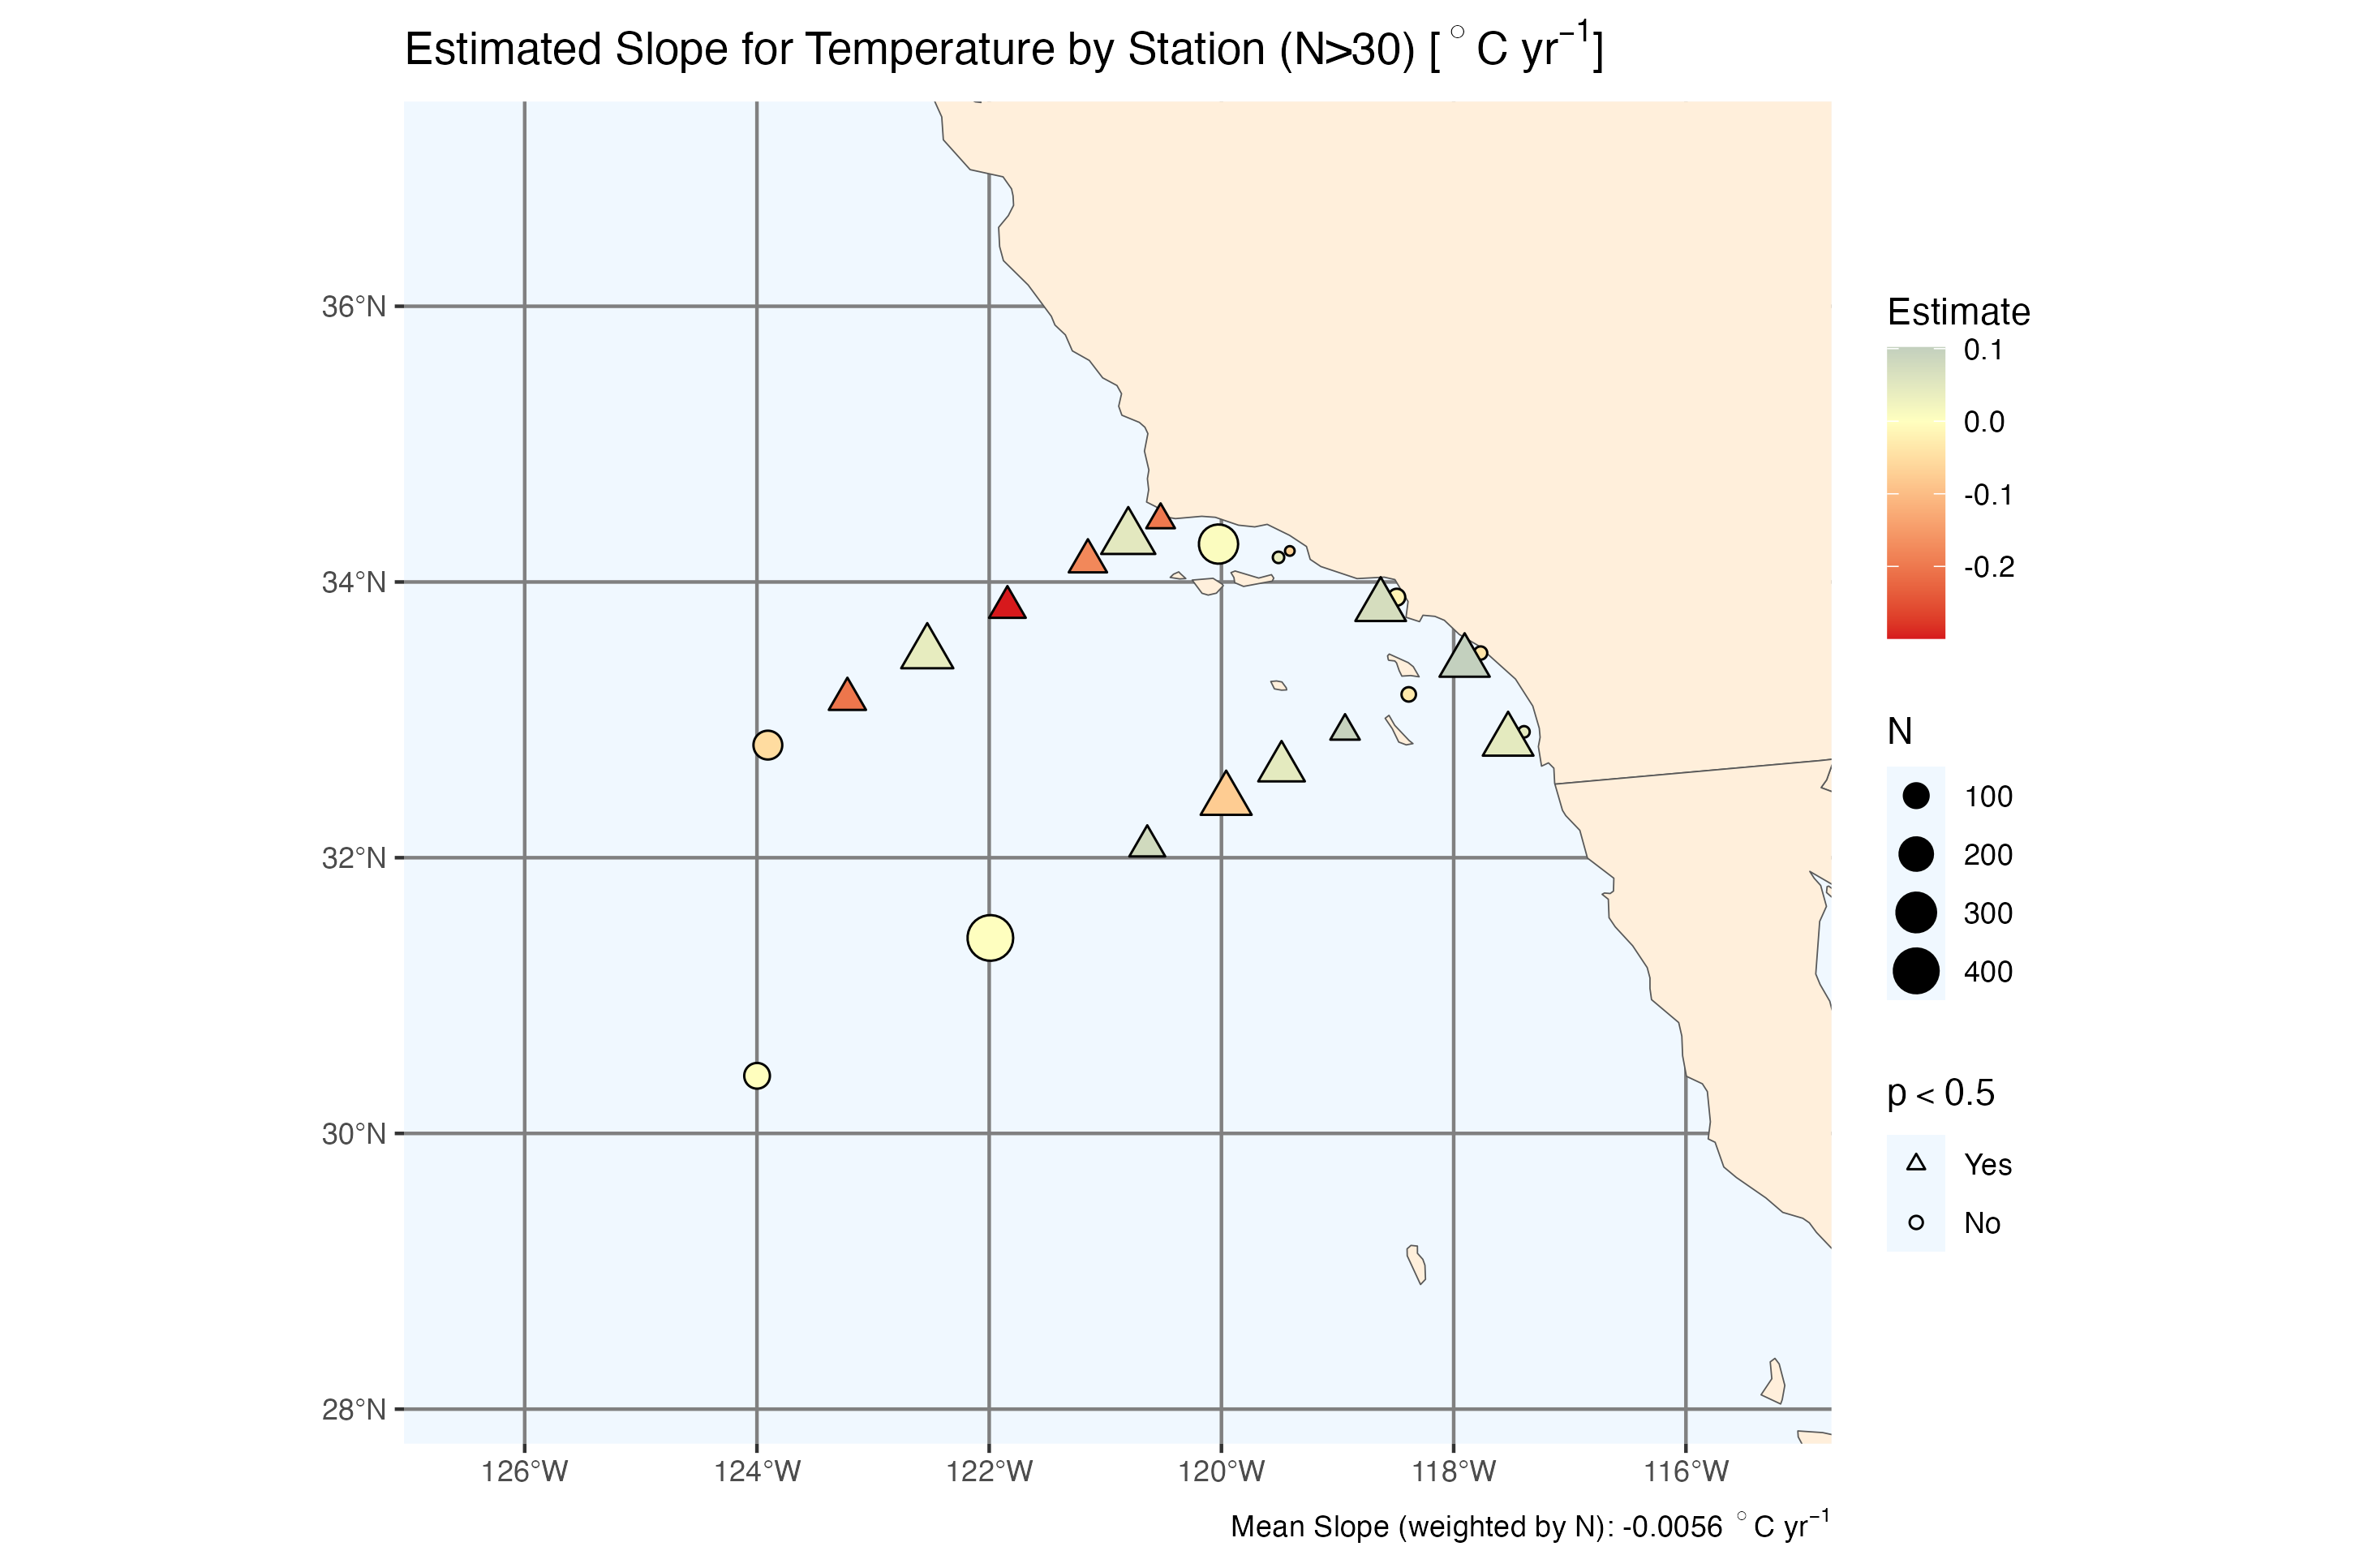 Estimated Slope for Temperature by Station (N>30) [°C yr⁻¹]
36°N
34°N
32°N
30°N
28°N
126°W 124°W 122°W 120°W 118°W 116°W
Estimate
0.1
0.0
-0.1
-0.2
N
100
200
300
400
p < 0.5
Yes
No
Mean Slope (weighted by N): -0.0056 °C yr⁻¹